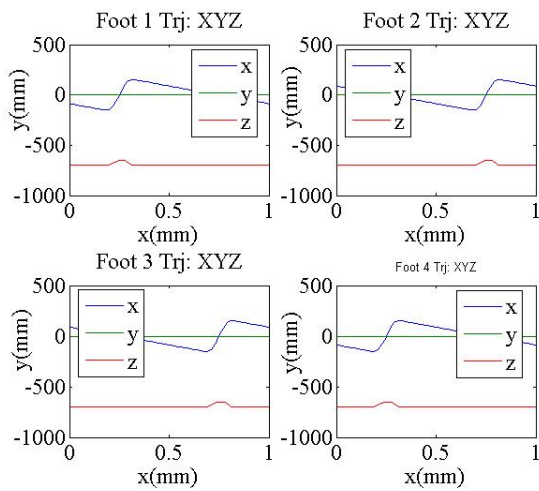 Foot 1 Trj: XYZ
500
0
-500
-1000
y(mm)
x
y
z
0
0.5
1
x(mm)
Foot 2 Trj: XYZ
500
0
-500
-1000
y(mm)
x
y
z
0
0.5
1
x(mm)
Foot 3 Trj: XYZ
500
0
-500
-1000
y(mm)
x
y
z
0
0.5
1
x(mm)
Foot 4 Trj: XYZ
500
0
-500
-1000
y(mm)
x
y
z
0
0.5
1
x(mm)